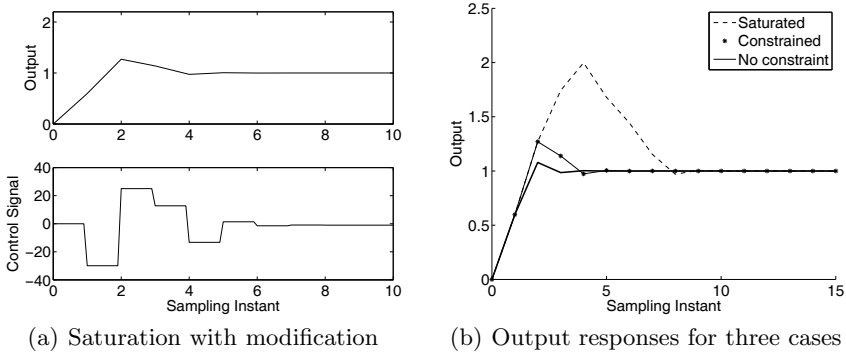 2
1
0
Output
0 2 4 6 8 10
40
20
0
−20
−40
Control Signal
0 2 4 6 8 10
Sampling Instant
(a) Saturation with modification
2.5
2
1.5
1
0.5
0
Output
Saturated
Constrained
No constraint
0 5 10 15
Sampling Instant
(b) Output responses for three cases